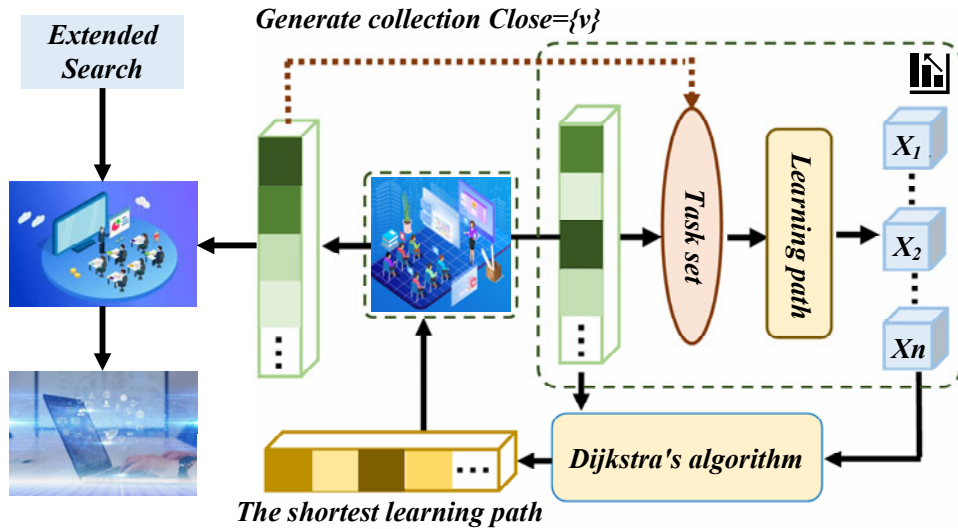 Generate collection Close={v}
Extended
Search
Task set
Learning path
X1
X2
Xn
Dijkstra's algorithm
The shortest learning path